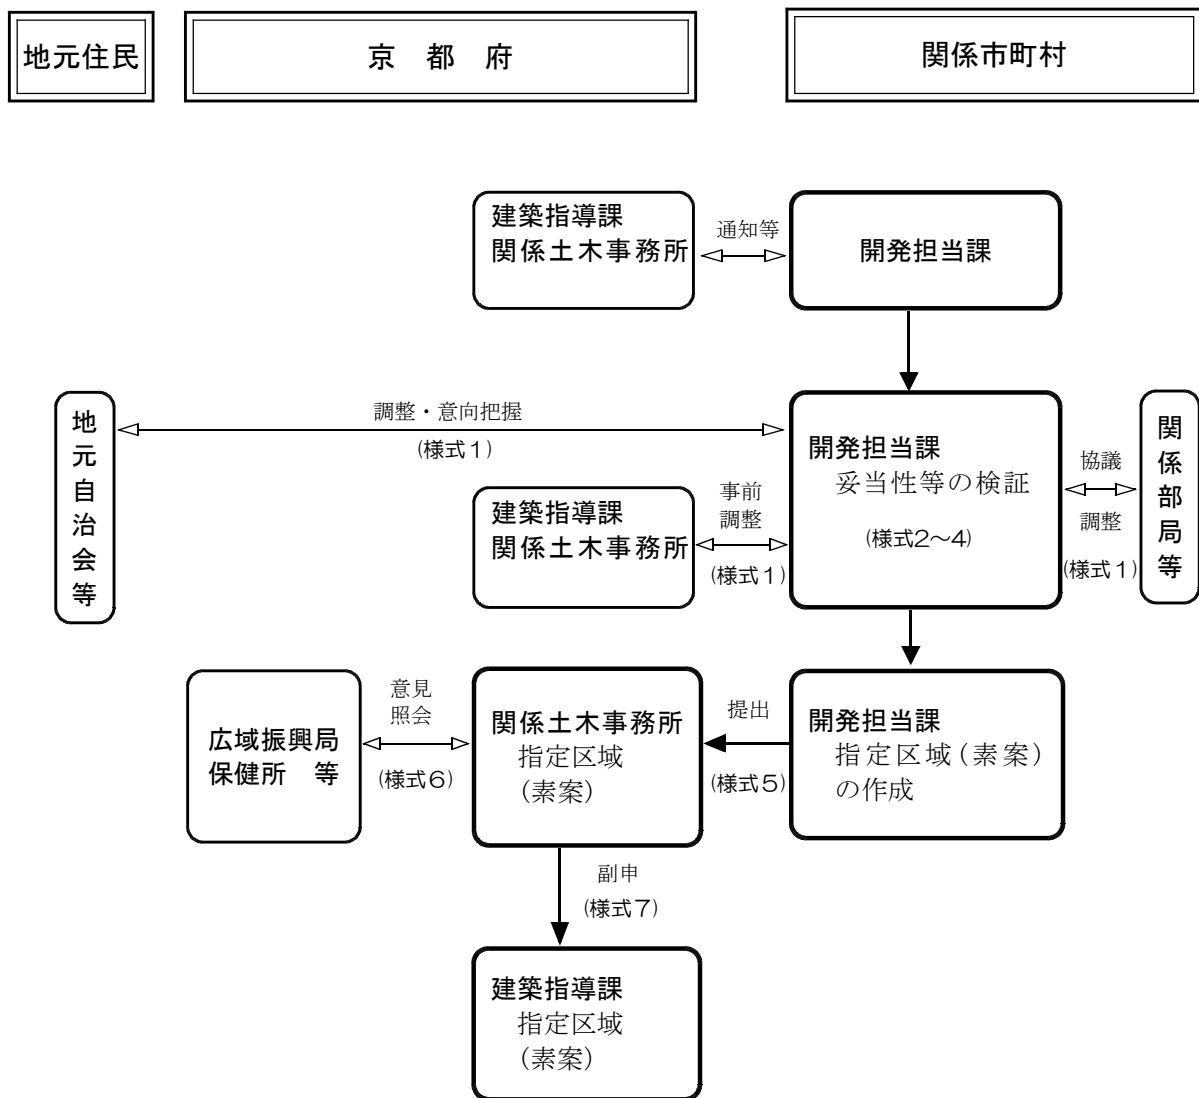 地元住民
京 都 府
関係市町村
建築指導課
関係土木事務所
通知等
開発担当課
地元自治会等
調整・意向把握
(様式1)
建築指導課
関係土木事務所
事前
調整
(様式1)
開発担当課
妥当性等の検証
(様式2～4)
協議
調整
(様式1)
関係部局等
広域振興局
保健所 等
意見
照会
(様式6)
関係土木事務所
指定区域
(素案)
提出
(様式5)
開発担当課
指定区域(素案)
の作成
副申
(様式7)
建築指導課
指定区域
(素案)